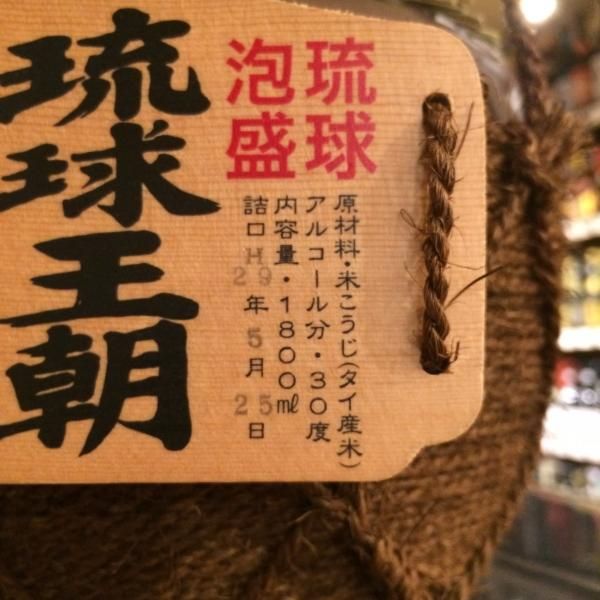 琉球
泡盛
原材料・米こうじ(タイ産米)
アルコール分・30度
内容量・1800ml
詰口H29年5月25日
琉球王朝